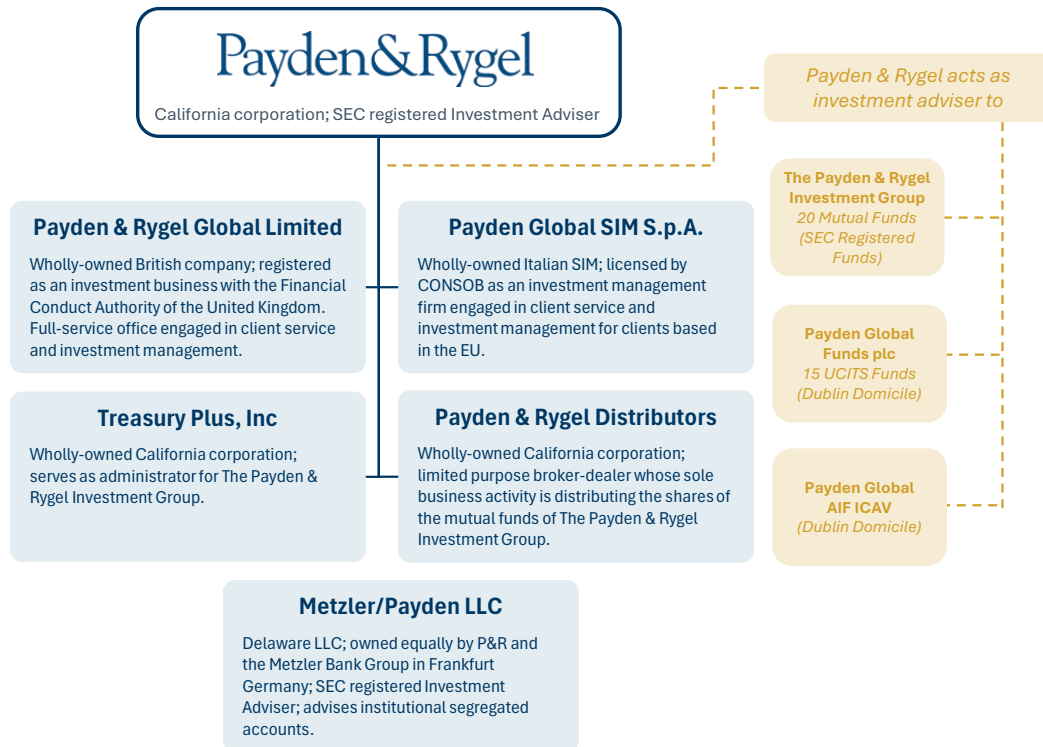 Payden&Rygel
California corporation; SEC registered Investment Adviser
Payden & Rygel acts as
investment adviser to
The Payden & Rygel
Investment Group
20 Mutual Funds
(SEC Registered
Funds)
Payden Global
Funds plc
15 UCITS Funds
(Dublin Domicile)
Payden Global
AIF ICAV
(Dublin Domicile)
Payden & Rygel Global Limited
Wholly-owned British company; registered
as an investment business with the Financial
Conduct Authority of the United Kingdom.
Full-service office engaged in client service
and investment management.
Payden Global SIM S.p.A.
Wholly-owned Italian SIM; licensed by
CONSOB as an investment management
firm engaged in client service and
investment management for clients based
in the EU.
Treasury Plus, Inc
Wholly-owned California corporation;
serves as administrator for The Payden &
Rygel Investment Group.
Payden & Rygel Distributors
Wholly-owned California corporation;
limited purpose broker-dealer whose sole
business activity is distributing the shares of
the mutual funds of The Payden & Rygel
Investment Group.
Metzler/Payden LLC
Delaware LLC; owned equally by P&R and
the Metzler Bank Group in Frankfurt
Germany; SEC registered Investment
Adviser; advises institutional segregated
accounts.